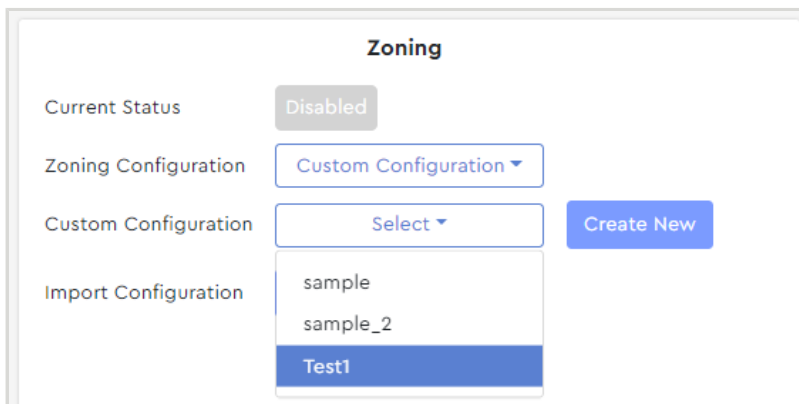 Zoning
Current Status Disabled
Zoning Configuration Custom Configuration
Custom Configuration Select Create New
Import Configuration
sample
sample_2
Test1